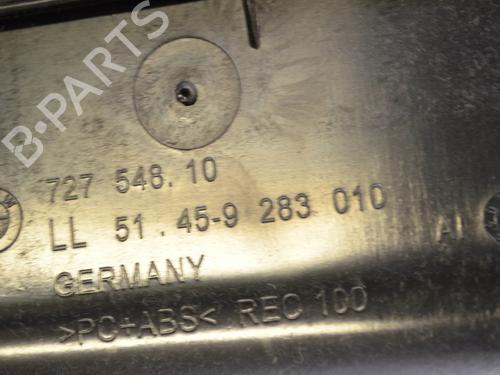 B-PARTS
727 548.10
LL 51.45-9 283 010
GERMANY
>PC+ABS< REC 100